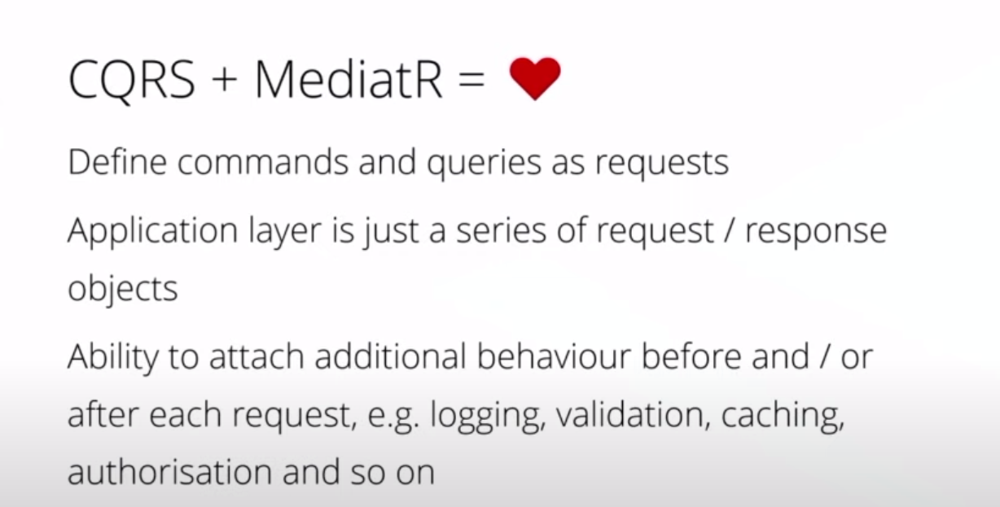 CQRS + MediatR = ❤
Define commands and queries as requests
Application layer is just a series of request / response
objects
Ability to attach additional behaviour before and / or
after each request, e.g. logging, validation, caching,
authorisation and so on